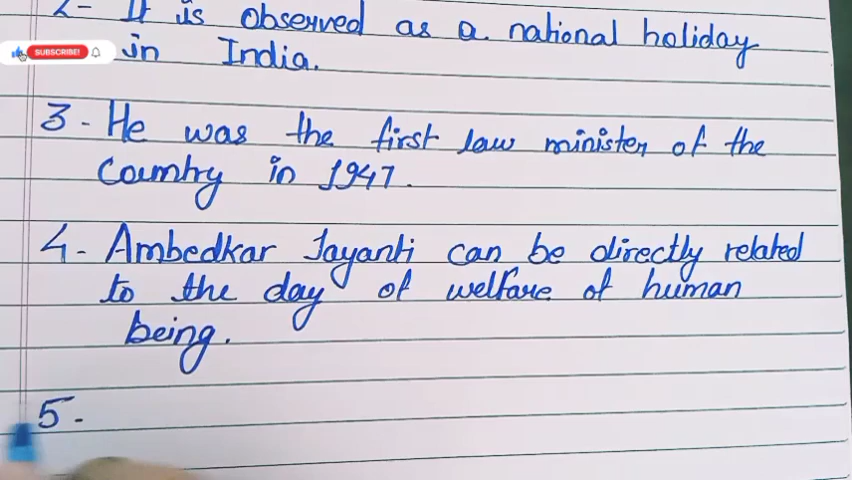 2- It is observed as a national holiday
SUBSCRIBE!
in India.
3- He was the first law minister of the
Country in 1947.
4- Ambedkar Jayanti can be directly related
to the day of welfare of human
being.
5-